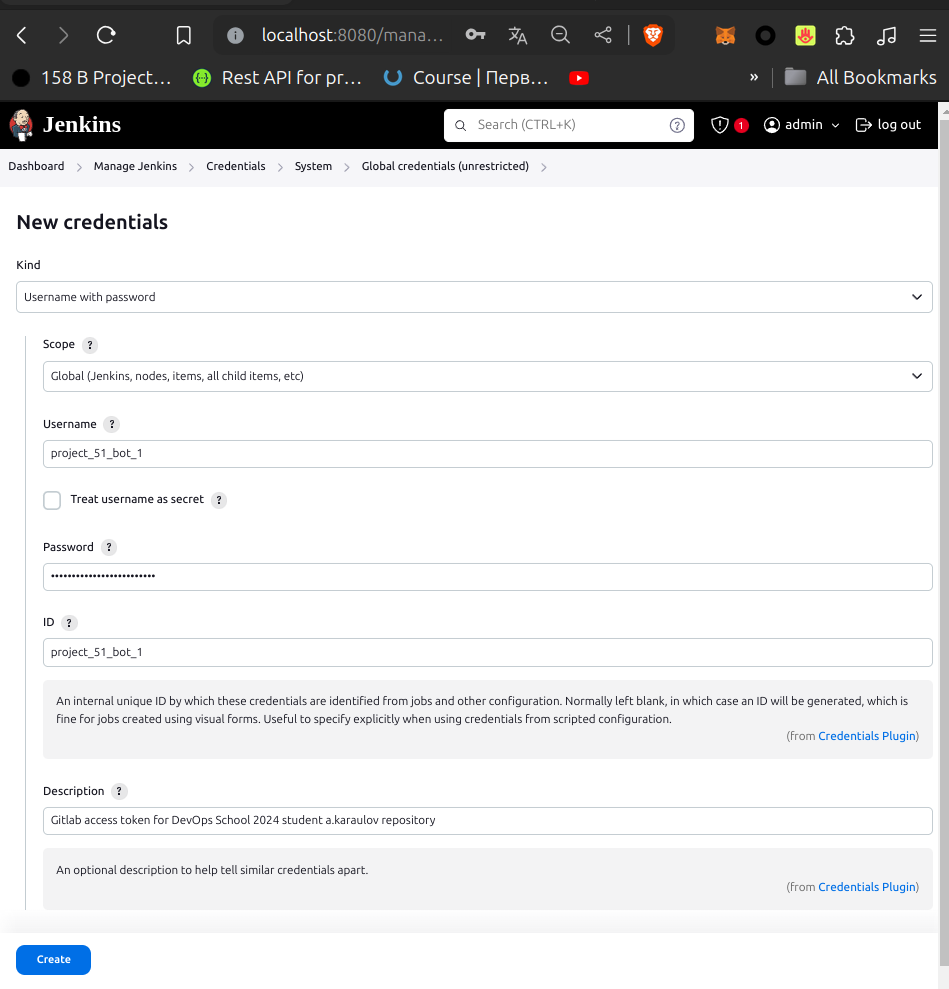 localhost:8080/mana...
158 B Project...
Rest API for pr...
Course | Перв...
»
All Bookmarks
Jenkins
Search (CTRL+K)
?
1
admin
log out
Dashboard
Manage Jenkins
Credentials
System
Global credentials (unrestricted)
New credentials
Kind
Username with password
Scope ?
Global (Jenkins, nodes, items, all child items, etc)
Username ?
project_51_bot_1
Treat username as secret ?
Password ?
•••••••••••••••••••••••••
ID ?
project_51_bot_1
An internal unique ID by which these credentials are identified from jobs and other configuration. Normally left blank, in which case an ID will be generated, which is
fine for jobs created using visual forms. Useful to specify explicitly when using credentials from scripted configuration.
(from Credentials Plugin)
Description ?
Gitlab access token for DevOps School 2024 student a.karaulov repository
An optional description to help tell similar credentials apart.
(from Credentials Plugin)
Create